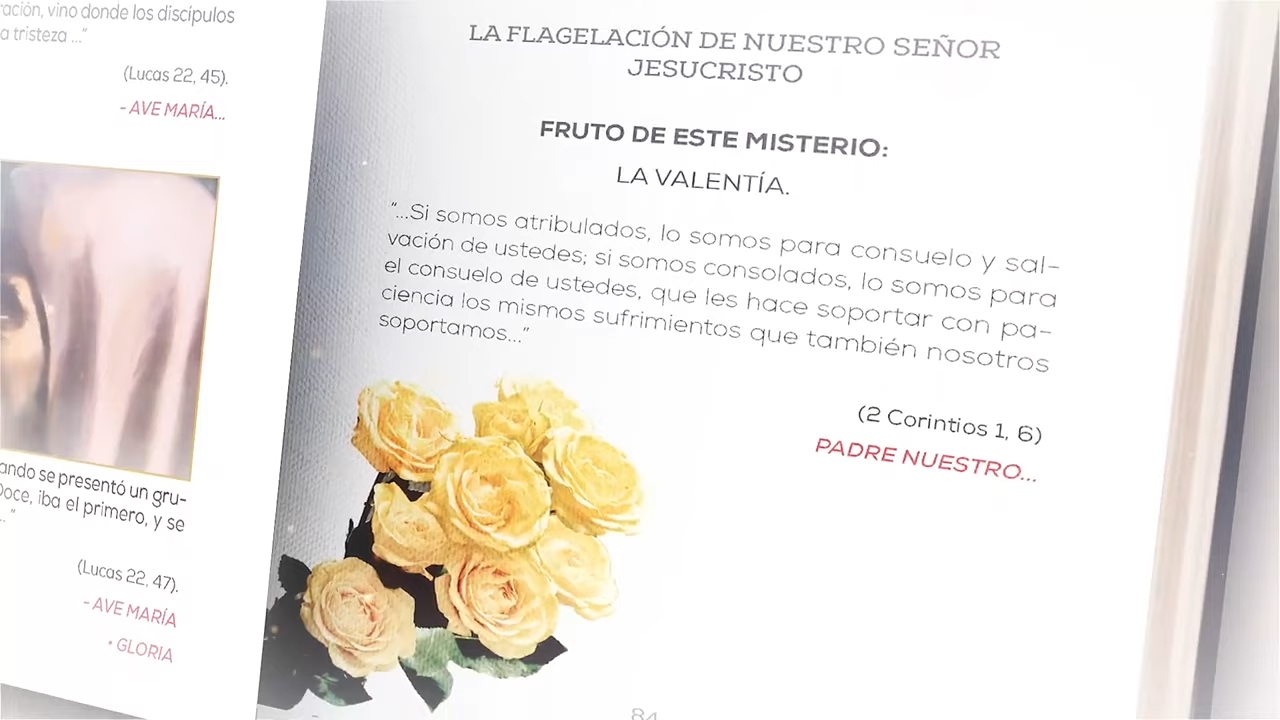 ración, vino donde los discípulos
a tristeza ..."
(Lucas 22, 45).
- AVE MARÍA...
ando se presentó un gru-
Doce, iba el primero, y se
..."
(Lucas 22, 47).
- AVE MARÍA
• GLORIA
LA FLAGELACIÓN DE NUESTRO SEÑOR
JESUCRISTO
FRUTO DE ESTE MISTERIO:
LA VALENTÍA.
"...Si somos atribulados, lo somos para consuelo y sal-
vación de ustedes; si somos consolados, lo somos para
el consuelo de ustedes, que les hace soportar con pa-
ciencia los mismos sufrimientos que también nosotros
soportamos..."
(2 Corintios 1, 6)
PADRE NUESTRO...
84